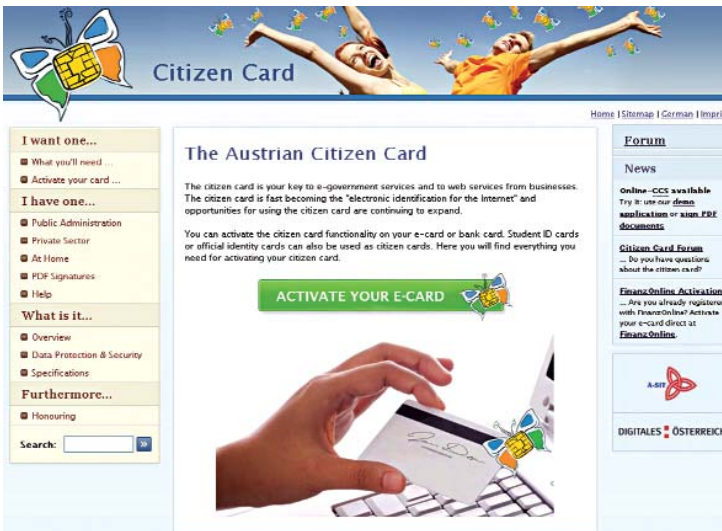 Citizen Card
Home | Sitemap | German | Impri
I want one...
What you'll need ...
Activate your card ...
I have one...
Public Administration
Private Sector
At Home
PDF Signatures
Help
What is it...
Overview
Data Protection & Security
Specifications
Furthermore...
Honouring
Search: »
The Austrian Citizen Card
The citizen card is your key to e-government services and to web services from businesses.
The citizen card is fast becoming the "electronic identification for the Internet" and
opportunities for using the citizen card are continuing to expand.
You can activate the citizen card functionality on your e-card or bank card. Student ID cards
or official identity cards can also be used as citizen cards. Here you will find everything you
need for activating your citizen card.
ACTIVATE YOUR E-CARD
Forum
News
Online-CCS available
Try it: use our demo
application or sign PDF
documents
Citizen Card Forum
... Do you have questions
about the citizen card?
FinanzOnline Activation
... Are you already registere
with FinanzOnline? Activate
your e-card direct at
FinanzOnline.
A-SIT
DIGITALES ÖSTERREICH